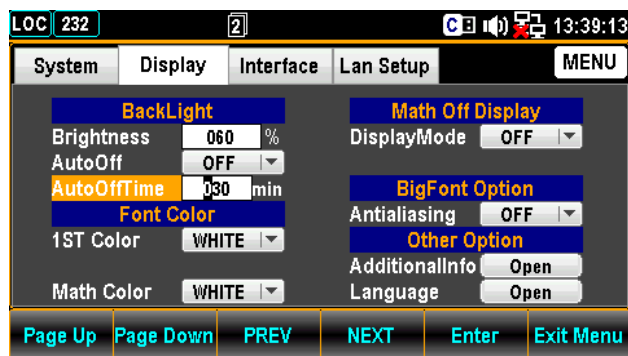 LOC 232 2 C 13:39:13
System Display Interface Lan Setup MENU
BackLight Math Off Display
Brightness 060 % DisplayMode OFF
AutoOff OFF
AutoOffTime 030 min BigFont Option
Font Color Antialiasing OFF
1ST Color WHITE Other Option
AdditionalInfo Open
Math Color WHITE Language Open
Page Up Page Down PREV NEXT Enter Exit Menu